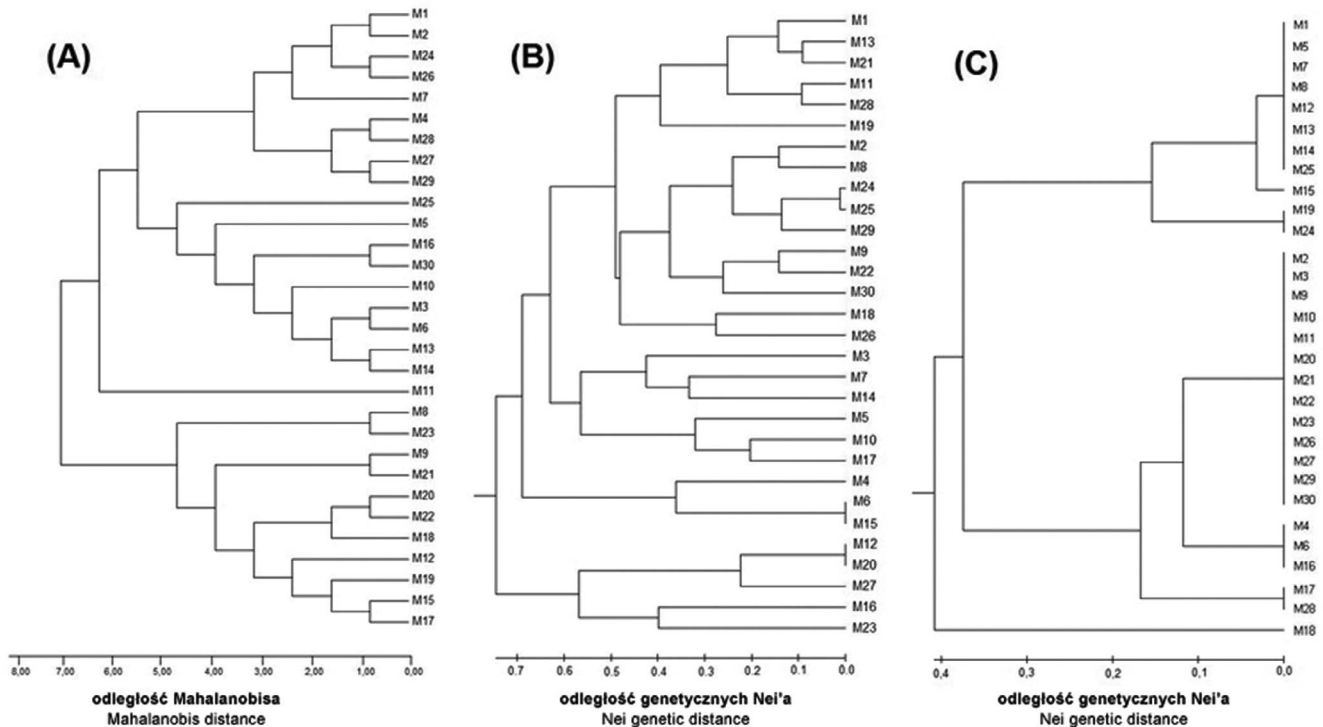 (A)
M1
M2
M24
M26
M7
M4
M28
M27
M29
M25
M5
M16
M30
M10
M3
M6
M13
M14
M11
M8
M23
M9
M21
M20
M22
M18
M12
M19
M15
M17
8,00 7,00 6,00 5,00 4,00 3,00 2,00 1,00 0,00
odległość Mahalanobisa
Mahalanobis distance
(B)
M1
M13
M21
M11
M28
M19
M2
M8
M24
M25
M29
M9
M22
M30
M18
M26
M3
M7
M14
M5
M10
M17
M4
M6
M15
M12
M20
M27
M16
M23
0.7 0.6 0.5 0.4 0.3 0.2 0.1 0.0
odległość genetycznych Nei'a
Nei genetic distance
(C)
M1
M5
M7
M8
M12
M13
M14
M25
M15
M19
M24
M2
M3
M9
M10
M11
M20
M21
M22
M23
M26
M27
M29
M30
M4
M6
M16
M17
M28
M18
0,4 0,3 0,2 0,1 0,0
odległość genetycznych Nei'a
Nei genetic distance